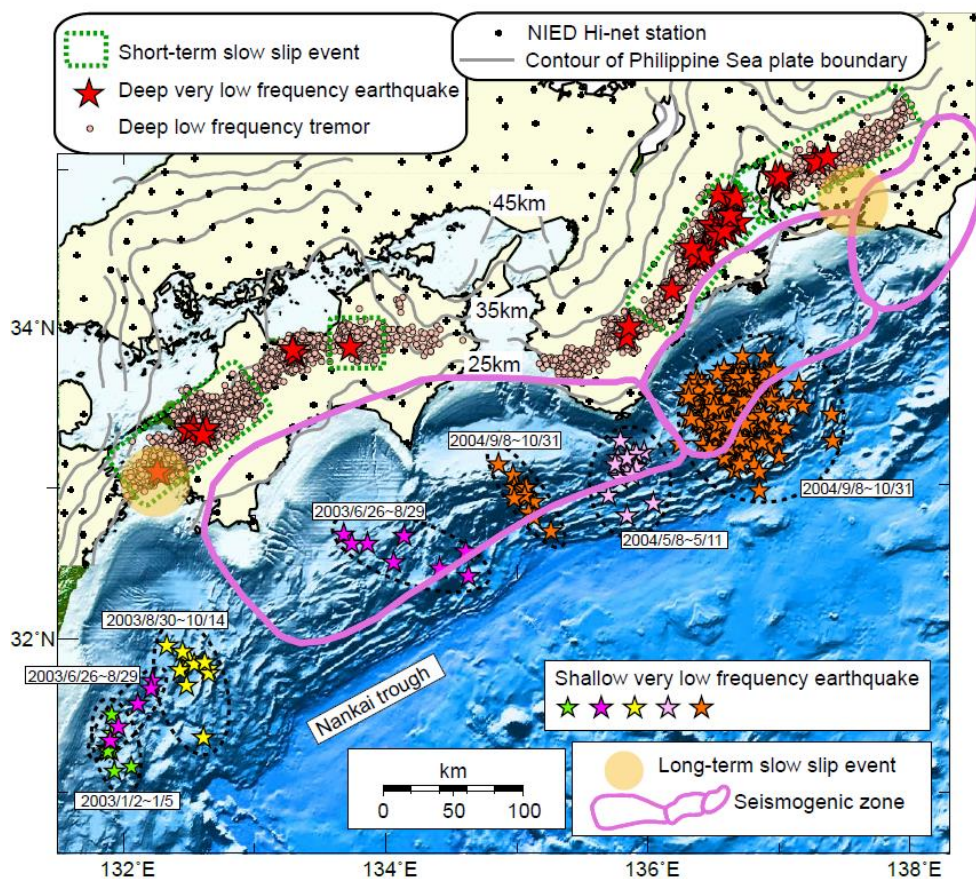 Short-term slow slip event
Deep very low frequency earthquake
Deep low frequency tremor
NIED Hi-net station
Contour of Philippine Sea plate boundary
45km
35km
25km
34°N
32°N
2004/9/8~10/31
2003/6/26~8/29
2004/9/8~10/31
2004/5/8~5/11
2003/8/30~10/14
2003/6/26~8/29
2003/1/2~1/5
Nankai trough
Shallow very low frequency earthquake
km
0 50 100
Long-term slow slip event
Seismogenic zone
132°E 134°E 136°E 138°E